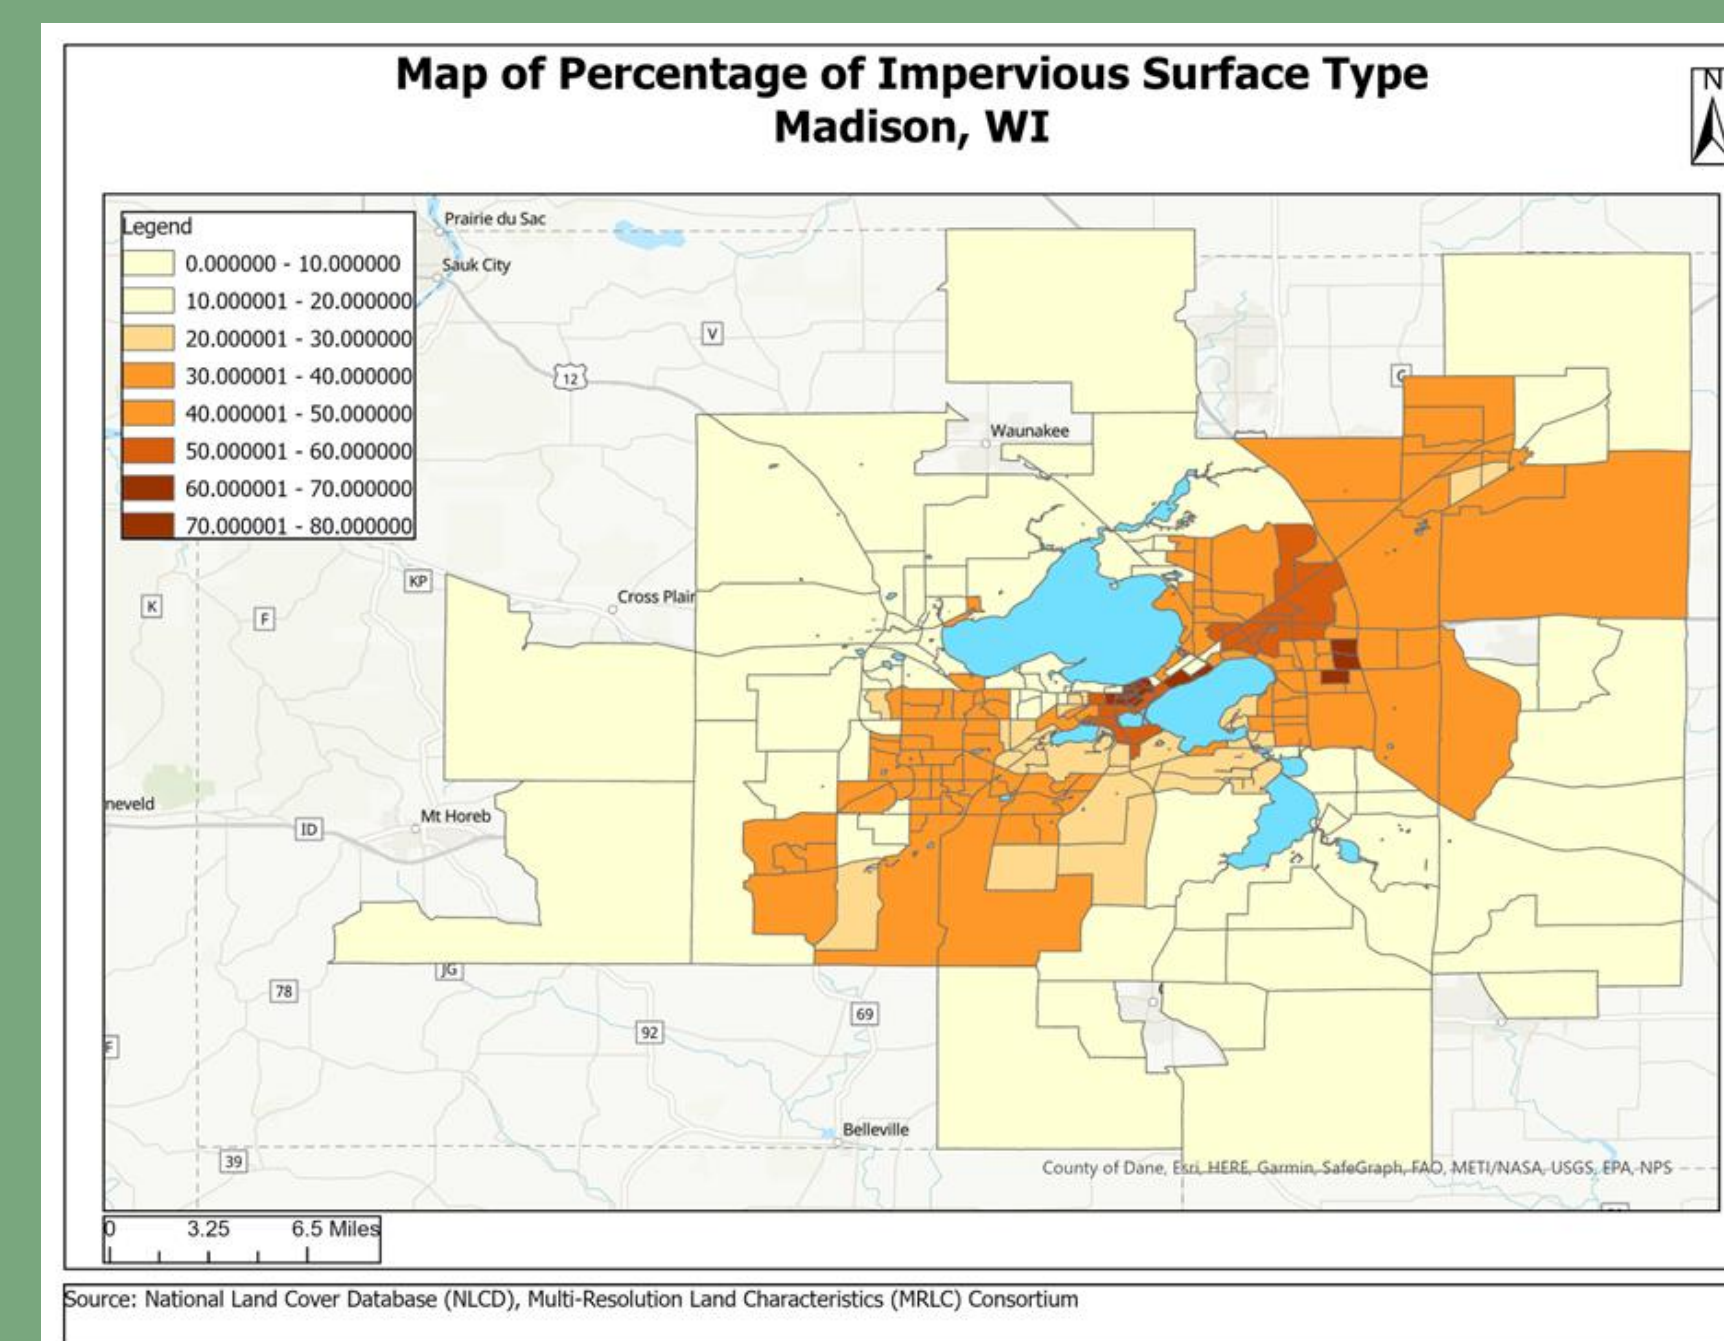 Map of Percentage of Impervious Surface Type
Madison, WI
N
Legend
0.000000 - 10.000000
10.000001 - 20.000000
20.000001 - 30.000000
30.000001 - 40.000000
40.000001 - 50.000000
50.000001 - 60.000000
60.000001 - 70.000000
70.000001 - 80.000000
Prairie du Sac
Sauk City
V
12
Waunakee
KP
K
F
Cross Plair
neveld
ID
Mt Horeb
JG
78
92
69
Belleville
39
County of Dane, Esri, HERE, Garmin, SafeGraph, FAO, METI/NASA, USGS, EPA, NPS
0 3.25 6.5 Miles
Source: National Land Cover Database (NLCD), Multi-Resolution Land Characteristics (MRLC) Consortium